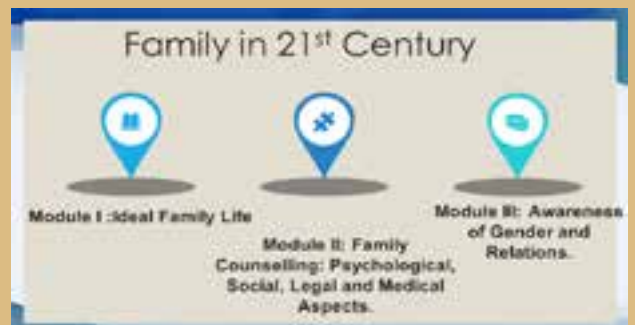 Family in 21st Century
Module I :Ideal Family Life
Module II: Family
Counselling: Psychological,
Social, Legal and Medical
Aspects.
Module III: Awareness
of Gender and
Relations.